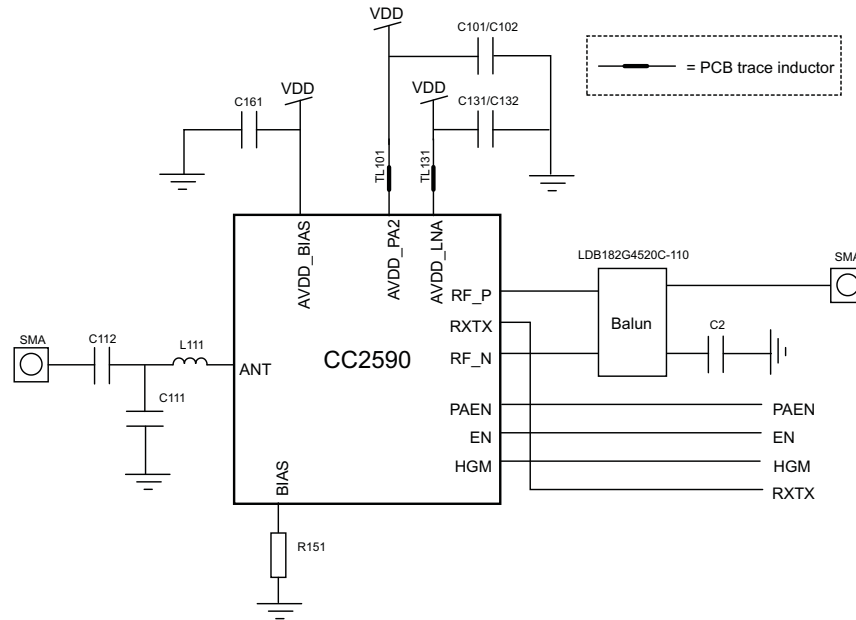 VDD
C101/C102
= PCB trace inductor
VDD
VDD
C161
C131/C132
TL101
TL131
AVDD_BIAS
AVDD_PA2
AVDD_LNA
LDB182G4520C-110
SMA
RF_P
RXTX
Balun
C2
SMA
C112
L111
ANT
CC2590
RF_N
C111
PAEN
PAEN
EN
EN
HGM
HGM
BIAS
RXTX
R151